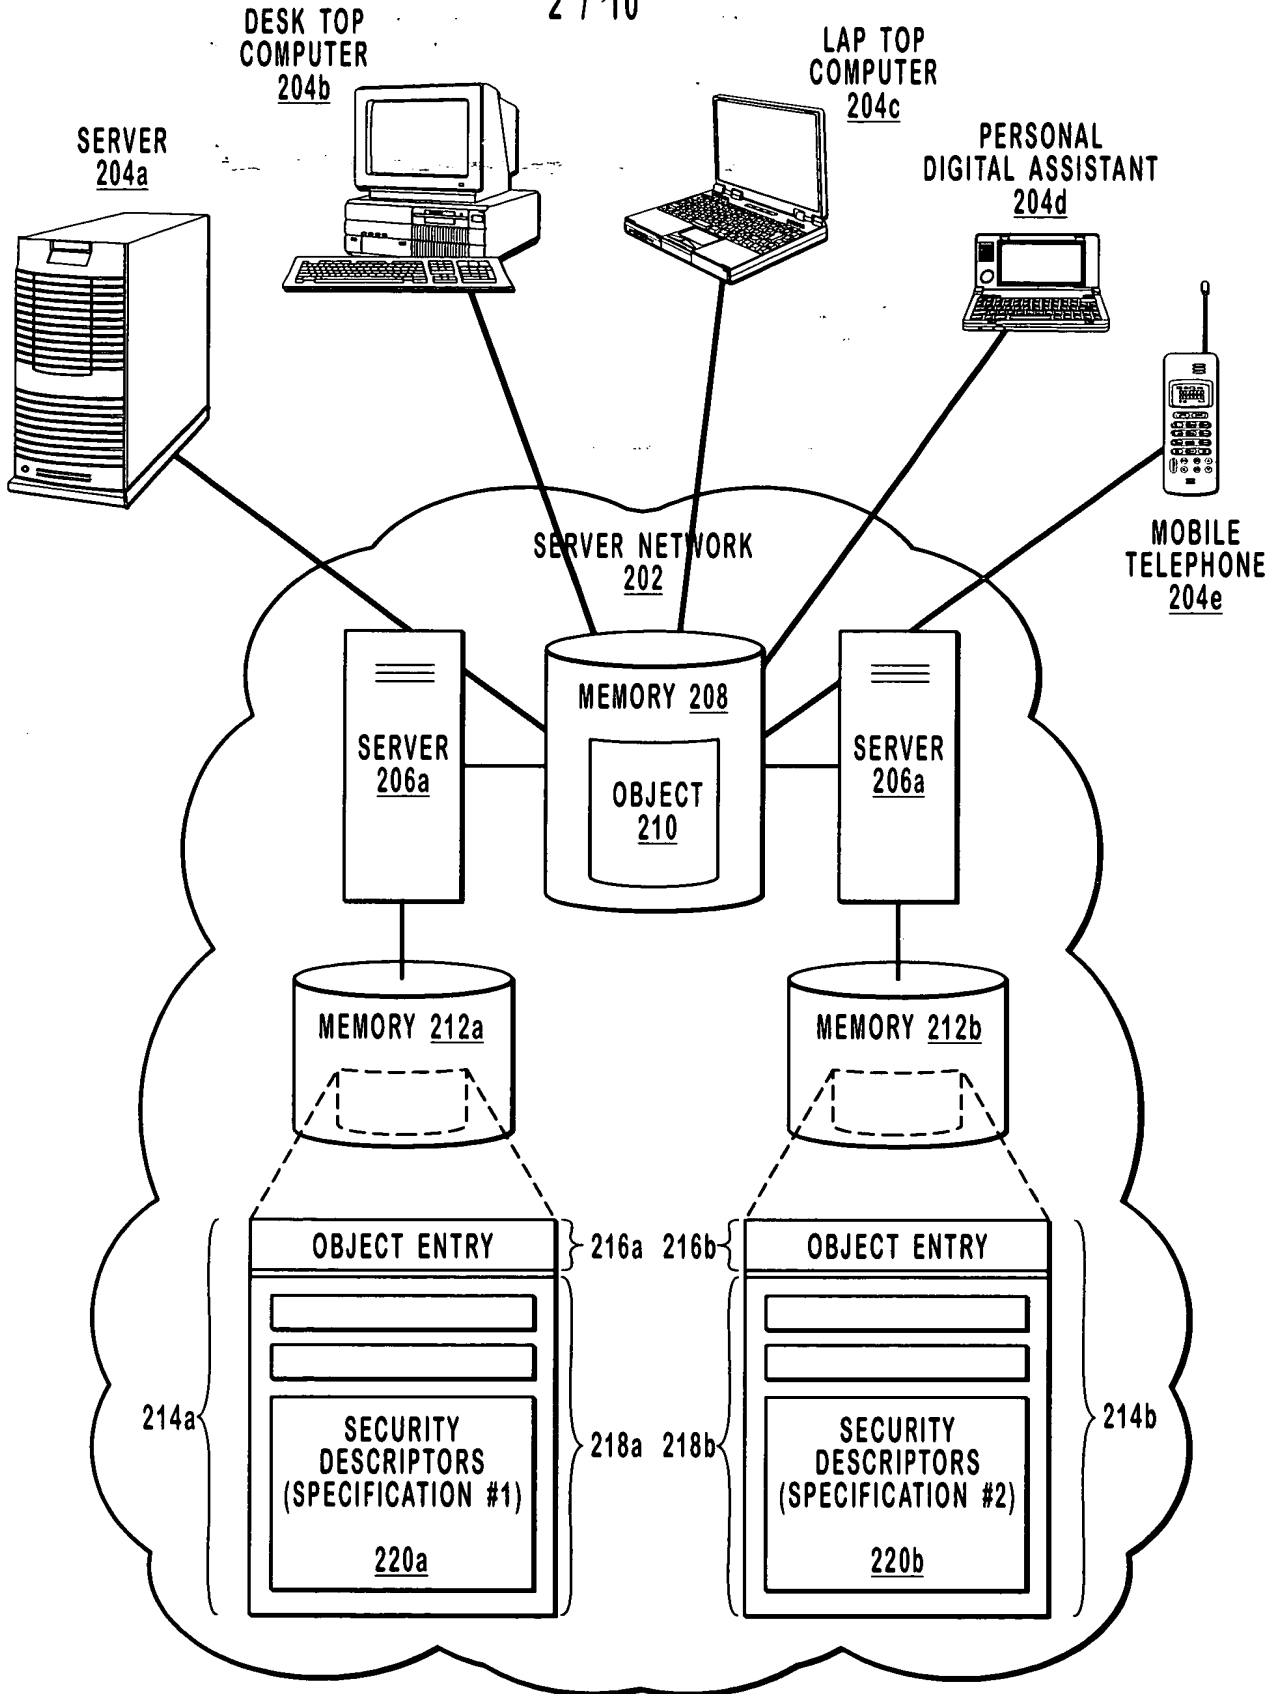 2 / 10
DESK TOP
COMPUTER
204b
LAP TOP
COMPUTER
204c
SERVER
204a
PERSONAL
DIGITAL ASSISTANT
204d
MOBILE
TELEPHONE
204e
SERVER NETWORK
202
MEMORY 208
SERVER
206a
OBJECT
210
SERVER
206a
MEMORY 212a
MEMORY 212b
OBJECT ENTRY
216a
216b
OBJECT ENTRY
214a
SECURITY
DESCRIPTORS
(SPECIFICATION #1)
220a
218a
218b
SECURITY
DESCRIPTORS
(SPECIFICATION #2)
220b
214b